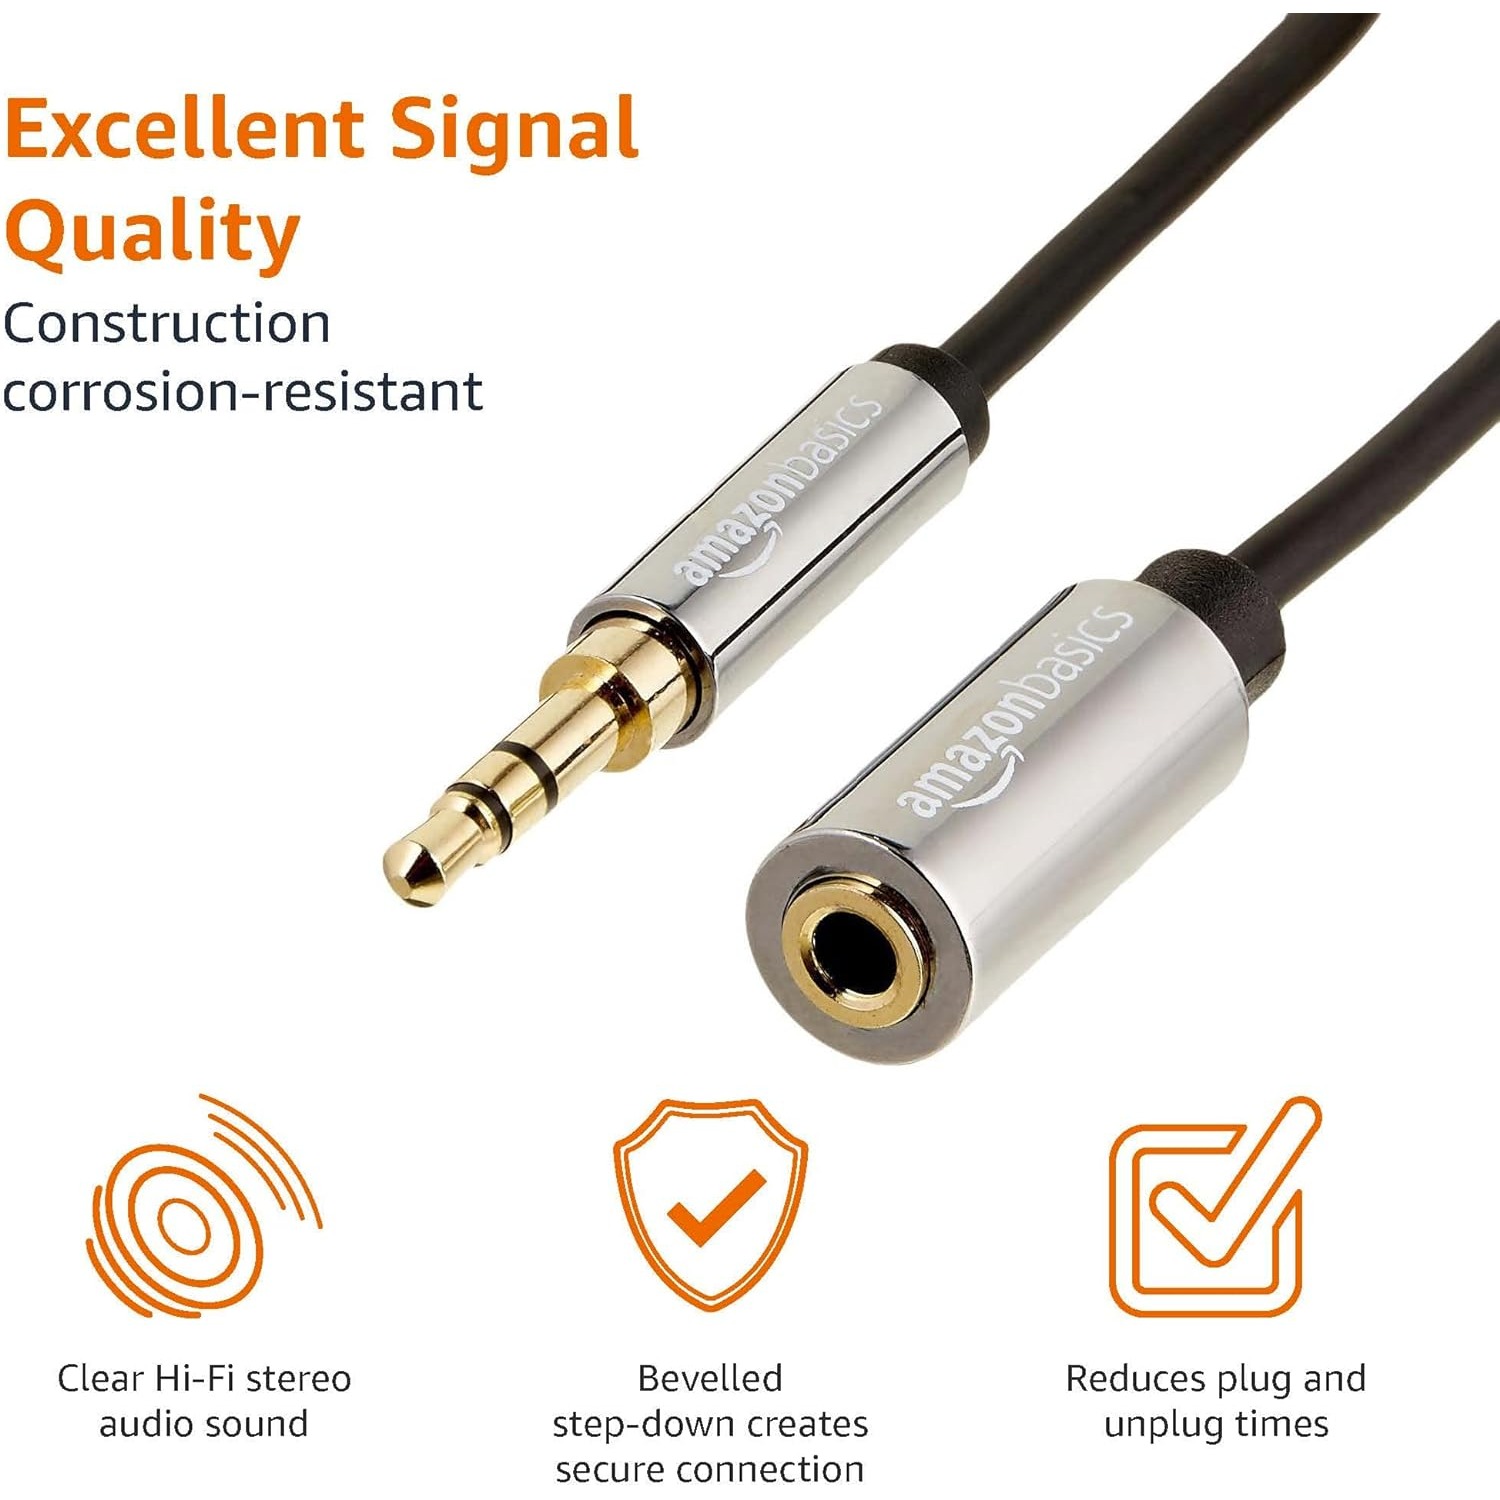 Excellent Signal
Quality
Construction
corrosion-resistant
amazonbasics
amazonbasics
Clear Hi-Fi stereo
audio sound
Bevelled
step-down creates
secure connection
Reduces plug and
unplug times